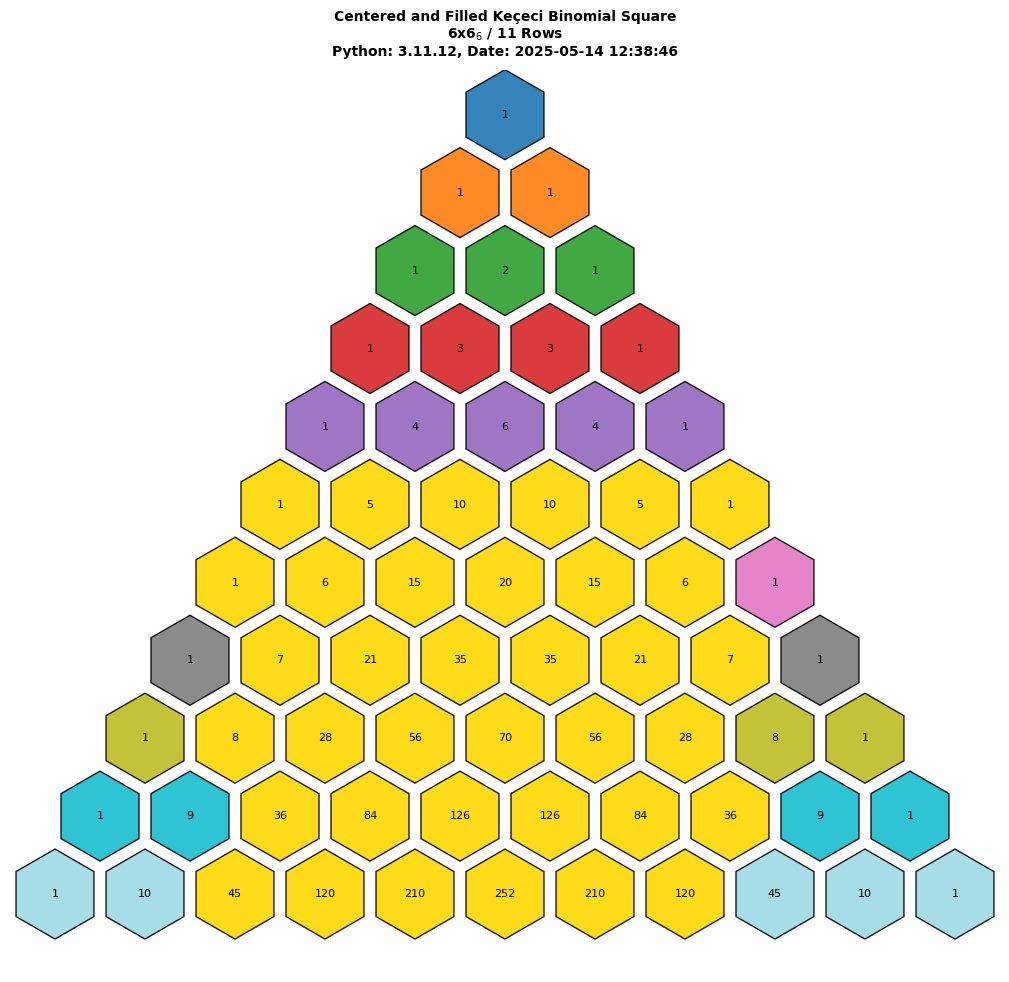 Centered and Filled Keçeci Binomial Square
6x6₆ / 11 Rows
Python: 3.11.12, Date: 2025-05-14 12:38:46
1
1 1
1 2 1
1 3 3 1
1 4 6 4 1
1 5 10 10 5 1
1 6 15 20 15 6 1
1 7 21 35 35 21 7 1
1 8 28 56 70 56 28 8 1
1 9 36 84 126 126 84 36 9 1
1 10 45 120 210 252 210 120 45 10 1